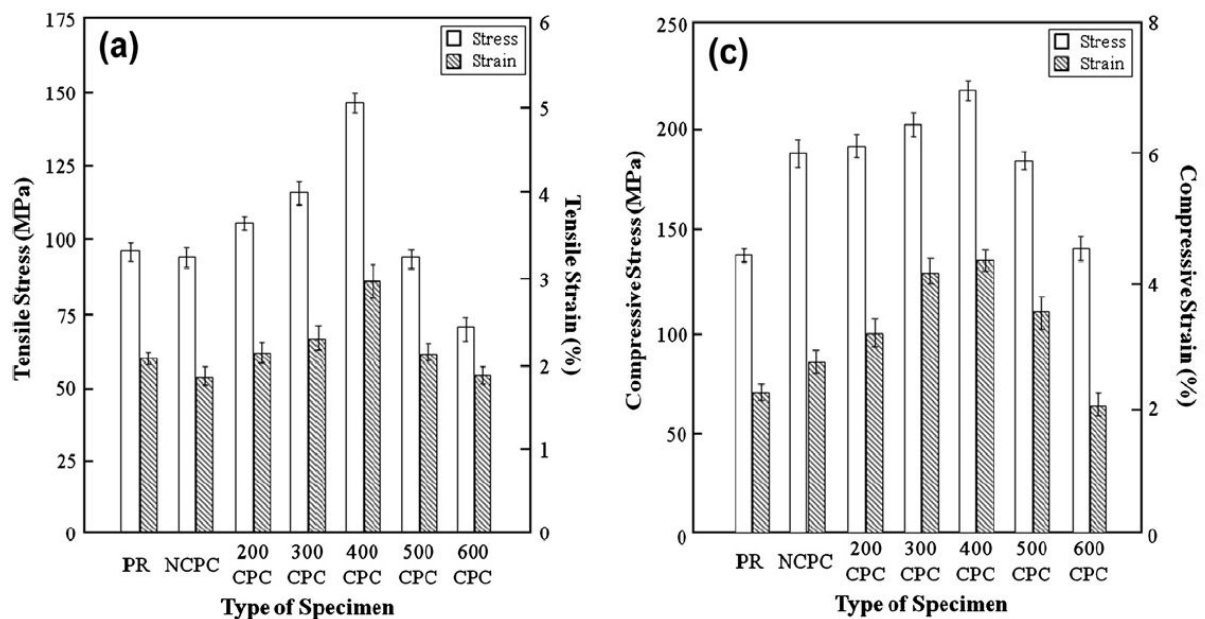 (a)
Stress
Strain
Tensile Stress (MPa)
175
150
125
100
75
50
25
0
6
5
4
3
2
1
0
Tensile Strain (%)
PR NCPC 200 300 400 500 600
CPC CPC CPC CPC CPC
Type of Specimen
(c)
Stress
Strain
Compressive Stress (MPa)
250
200
150
100
50
0
8
6
4
2
0
Compressive Strain (%)
PR NCPC 200 300 400 500 600
CPC CPC CPC CPC CPC
Type of Specimen